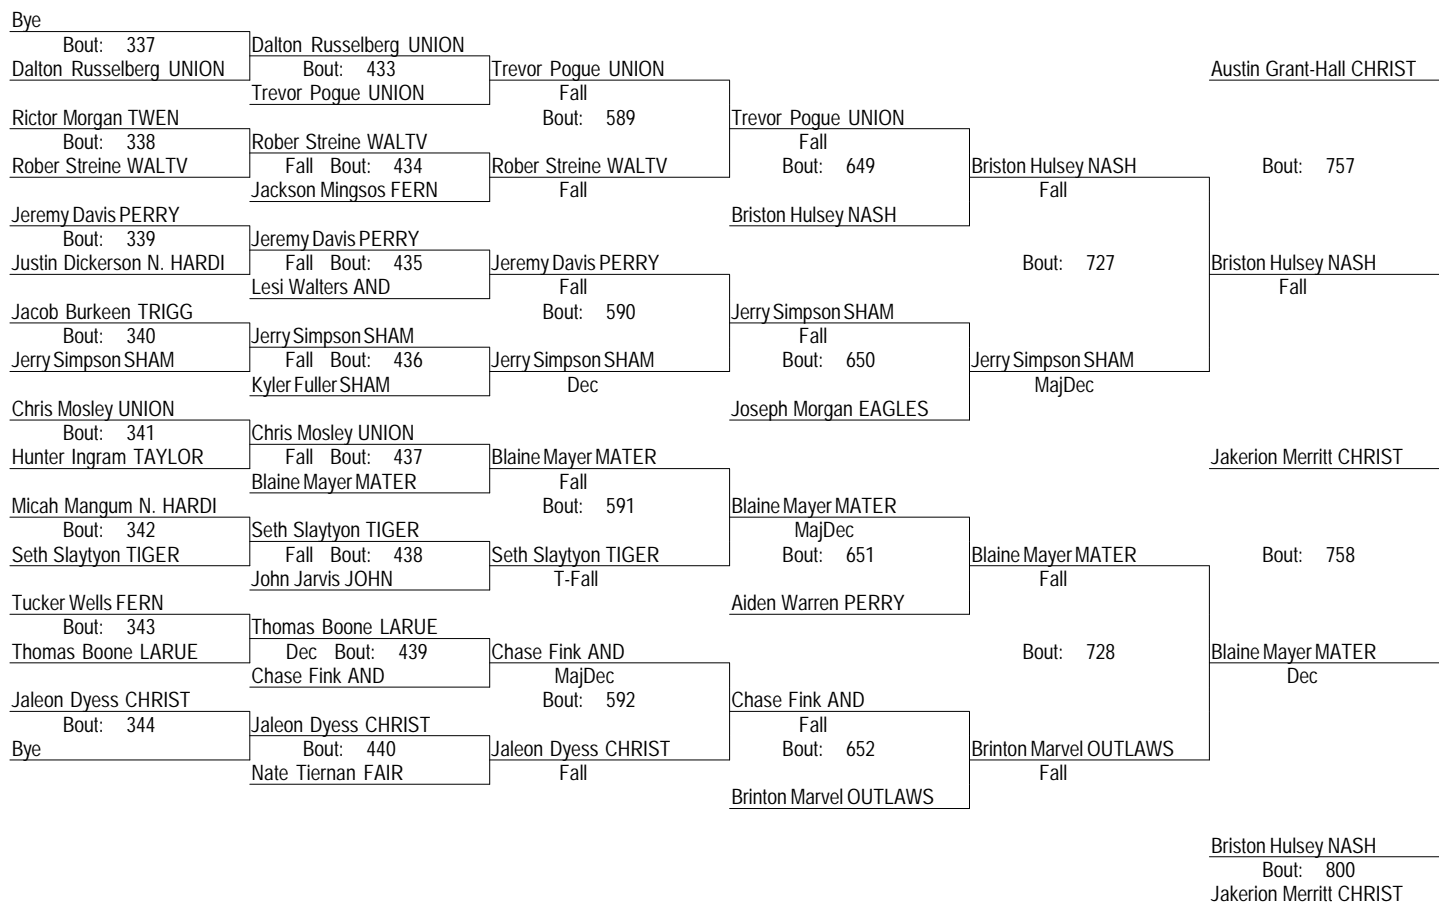 Bye
Bout: 337
Dalton Russelberg UNION
Rictor Morgan TWEN
Bout: 338
Rober Streine WALTV
Jeremy Davis PERRY
Bout: 339
Justin Dickerson N. HARDI
Jacob Burkeen TRIGG
Bout: 340
Jerry Simpson SHAM
Chris Mosley UNION
Bout: 341
Hunter Ingram TAYLOR
Micah Mangum N. HARDI
Bout: 342
Seth Slaytyon TIGER
Tucker Wells FERN
Bout: 343
Thomas Boone LARUE
Jaleon Dyess CHRIST
Bout: 344
Bye
Dalton Russelberg UNION
Bout: 433
Trevor Pogue UNION
Rober Streine WALTV
Fall Bout: 434
Jackson Mingsos FERN
Jeremy Davis PERRY
Fall Bout: 435
Lesi Walters AND
Jerry Simpson SHAM
Fall Bout: 436
Kyler Fuller SHAM
Chris Mosley UNION
Fall Bout: 437
Blaine Mayer MATER
Seth Slaytyon TIGER
Fall Bout: 438
John Jarvis JOHN
Thomas Boone LARUE
Dec Bout: 439
Chase Fink AND
Jaleon Dyess CHRIST
Bout: 440
Nate Tiernan FAIR
Trevor Pogue UNION
Fall
Bout: 589
Rober Streine WALTV
Fall
Jeremy Davis PERRY
Fall
Bout: 590
Jerry Simpson SHAM
Dec
Blaine Mayer MATER
Fall
Bout: 591
Seth Slaytyon TIGER
T-Fall
Chase Fink AND
MajDec
Bout: 592
Jaleon Dyess CHRIST
Fall
Trevor Pogue UNION
Fall
Bout: 649
Briston Hulsey NASH
Jerry Simpson SHAM
Fall
Bout: 650
Joseph Morgan EAGLES
Blaine Mayer MATER
MajDec
Bout: 651
Aiden Warren PERRY
Chase Fink AND
Fall
Bout: 652
Brinton Marvel OUTLAWS
Briston Hulsey NASH
Fall
Bout: 727
Jerry Simpson SHAM
MajDec
Blaine Mayer MATER
Fall
Bout: 728
Brinton Marvel OUTLAWS
Fall
Austin Grant-Hall CHRIST
Bout: 757
Briston Hulsey NASH
Fall
Jakerion Merritt CHRIST
Bout: 758
Blaine Mayer MATER
Dec
Briston Hulsey NASH
Bout: 800
Jakerion Merritt CHRIST